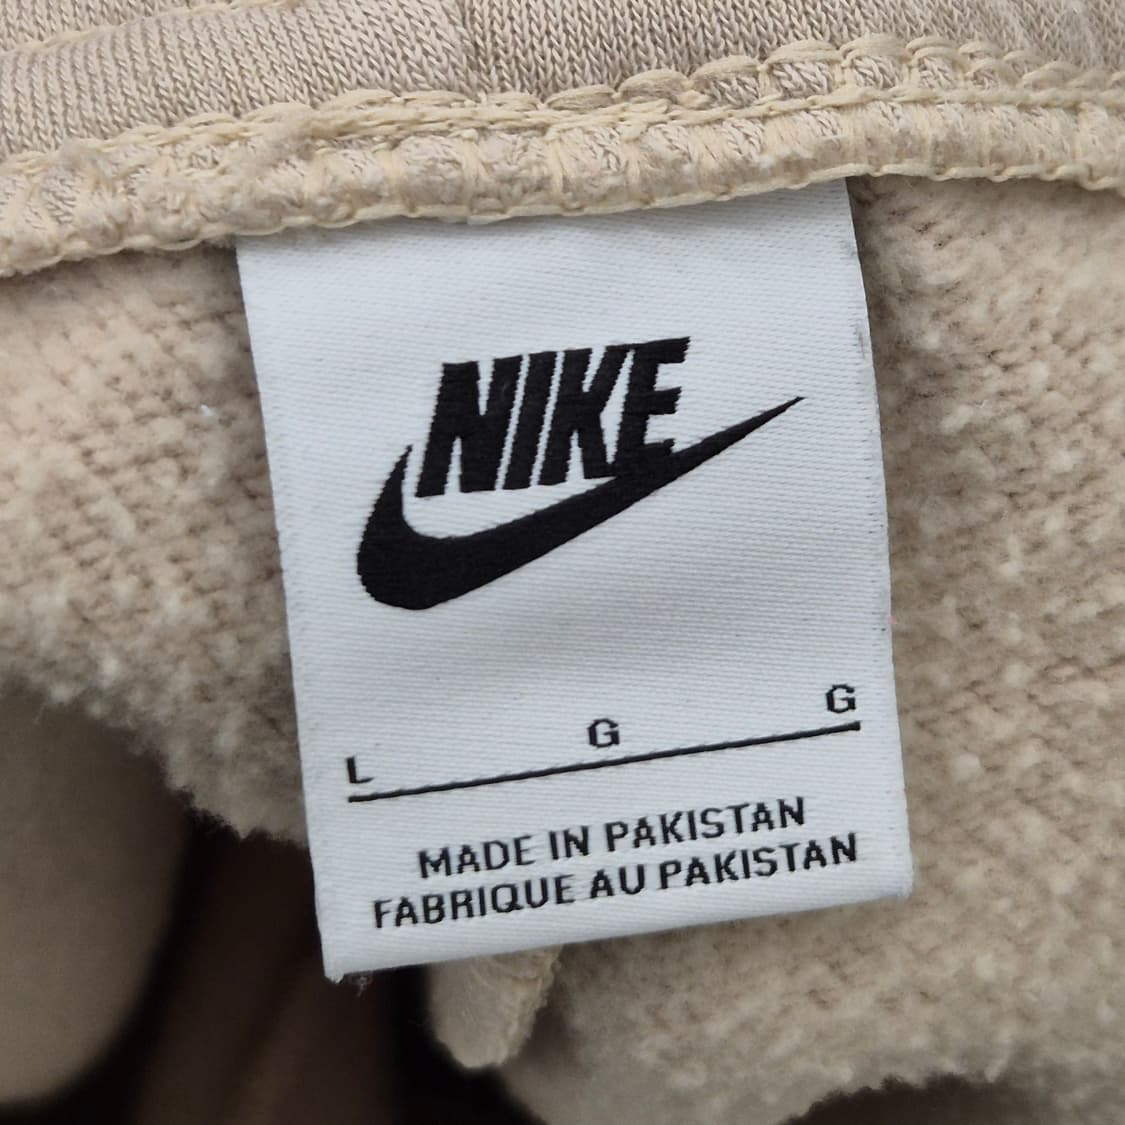 NIKE
L G G
MADE IN PAKISTAN
FABRIQUE AU PAKISTAN